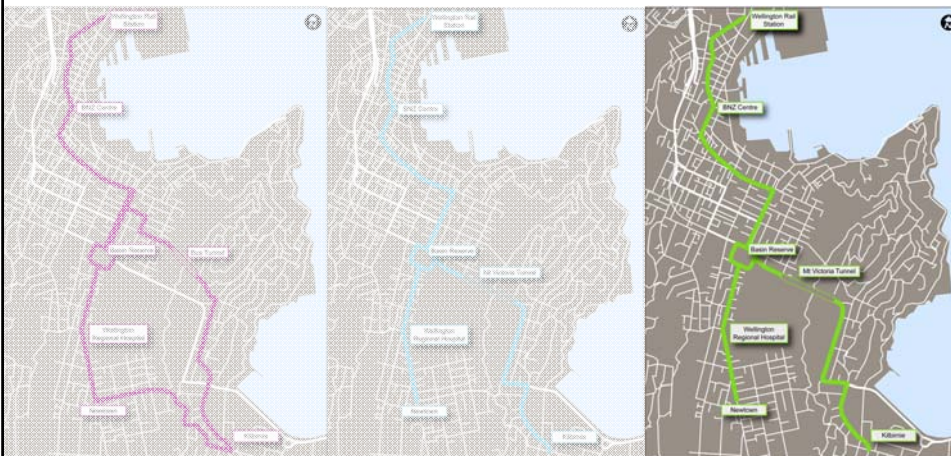 Wellington Rail
Station
BNZ Centre
Basin Reserve
Bus Tunnel
Wellington
Regional Hospital
Newtown
Kilbirnie
Wellington Rail
Station
BNZ Centre
Basin Reserve
Mt Victoria Tunnel
Wellington
Regional Hospital
Newtown
Kilbirnie
Wellington Rail
Station
BNZ Centre
Basin Reserve
Mt Victoria Tunnel
Wellington
Regional Hospital
Newtown
Kilbirnie